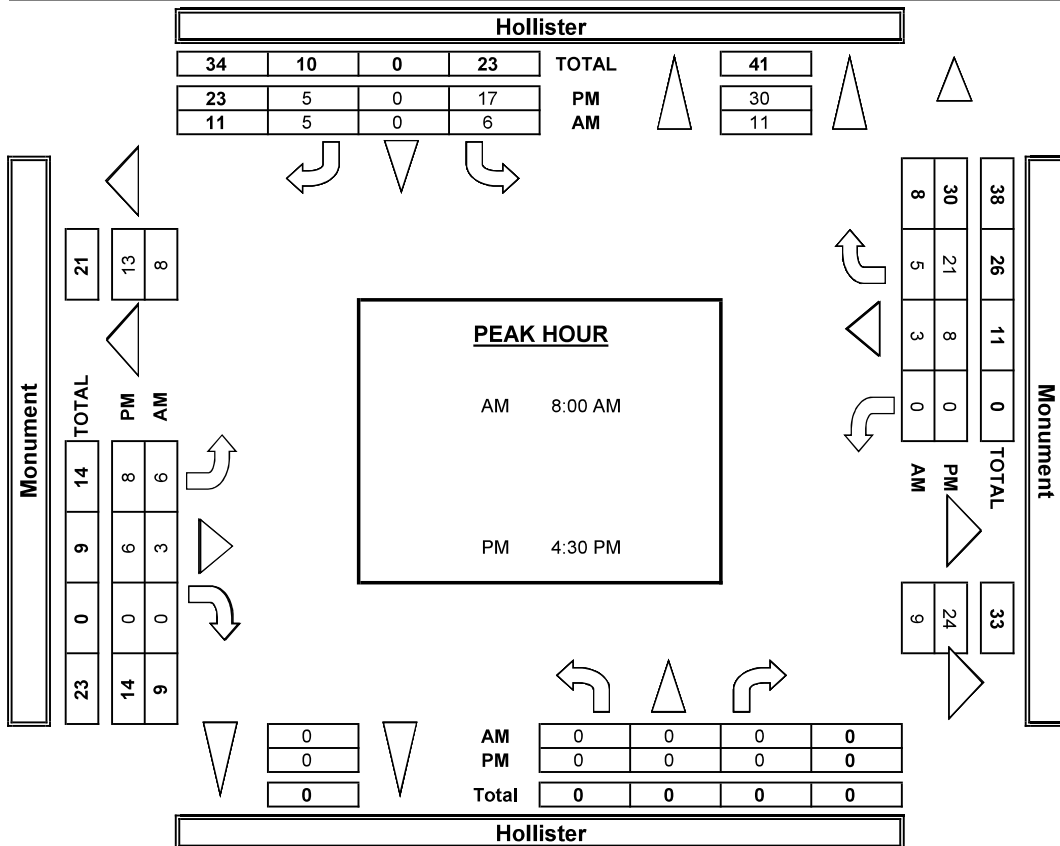 Hollister
34 10 0 23 TOTAL 41
23 5 0 17 PM 30
11 5 0 6 AM 11
Monument
21 13 8
TOTAL PM AM
14 8 6
9 6 3
0 0 0
23 14 9
PEAK HOUR
AM 8:00 AM
PM 4:30 PM
8 30 38
5 21 26
3 8 11
0 0 0
AM PM TOTAL
9 24 33
Monument
0 AM 0 0 0 0
0 PM 0 0 0 0
0 Total 0 0 0 0
Hollister